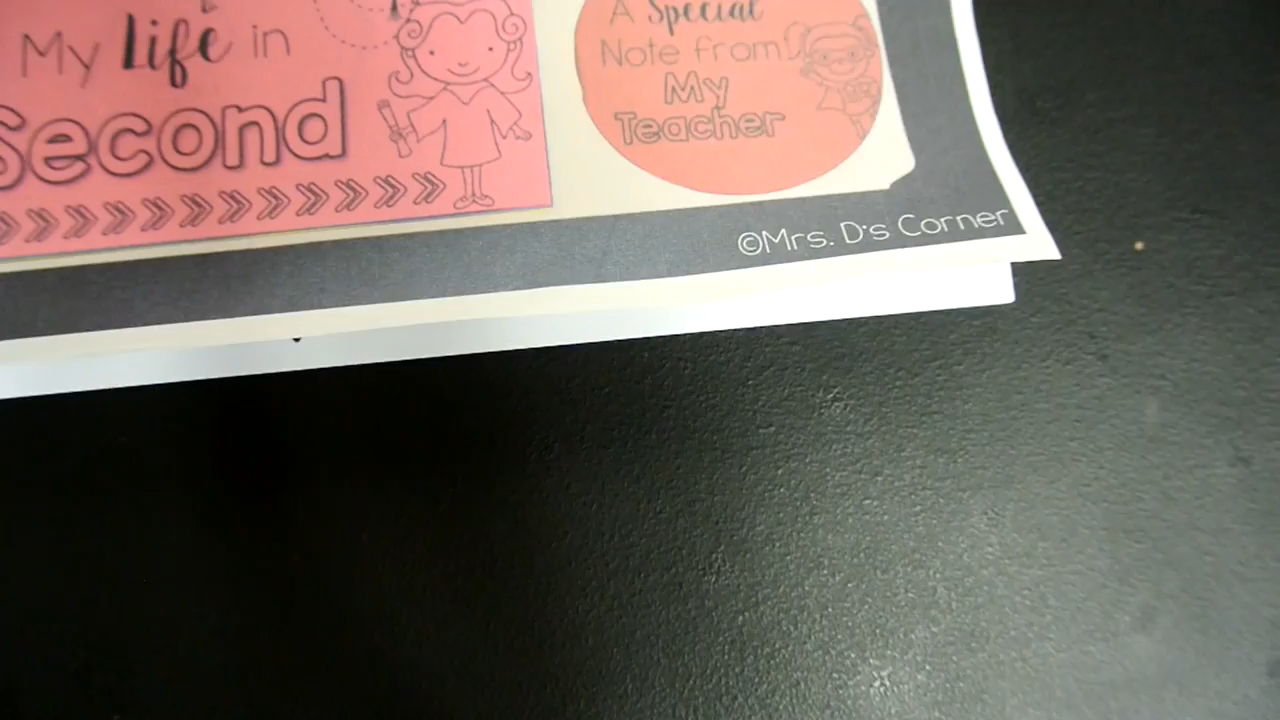 My Life in
Second
A Special
Note from
My
Teacher
©Mrs. D's Corner